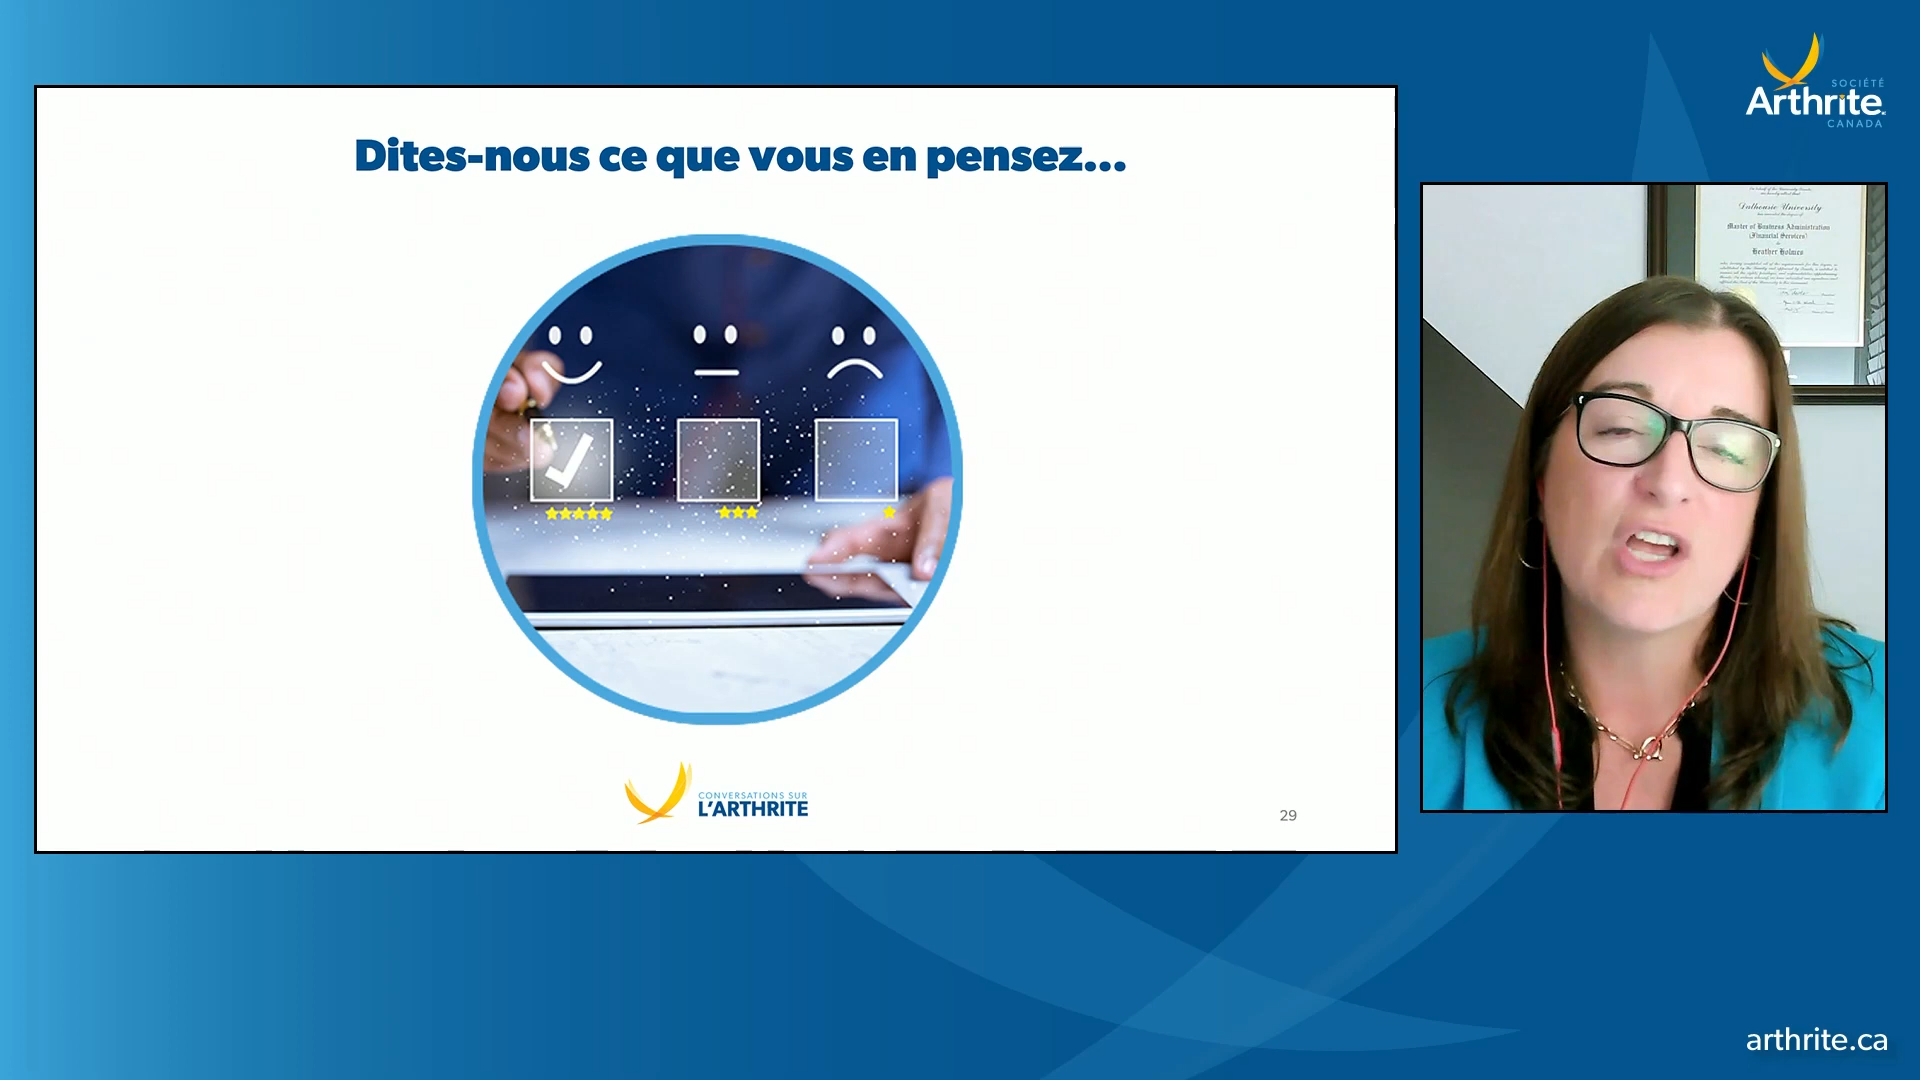 SOCIÉTÉ
Arthrite
CANADA
Dites-nous ce que vous en pensez...
CONVERSATIONS SUR
L'ARTHRITE
29
Dalhousie University
Master of Business Administration
(Financial Services)
Heather Holmes
arthrite.ca